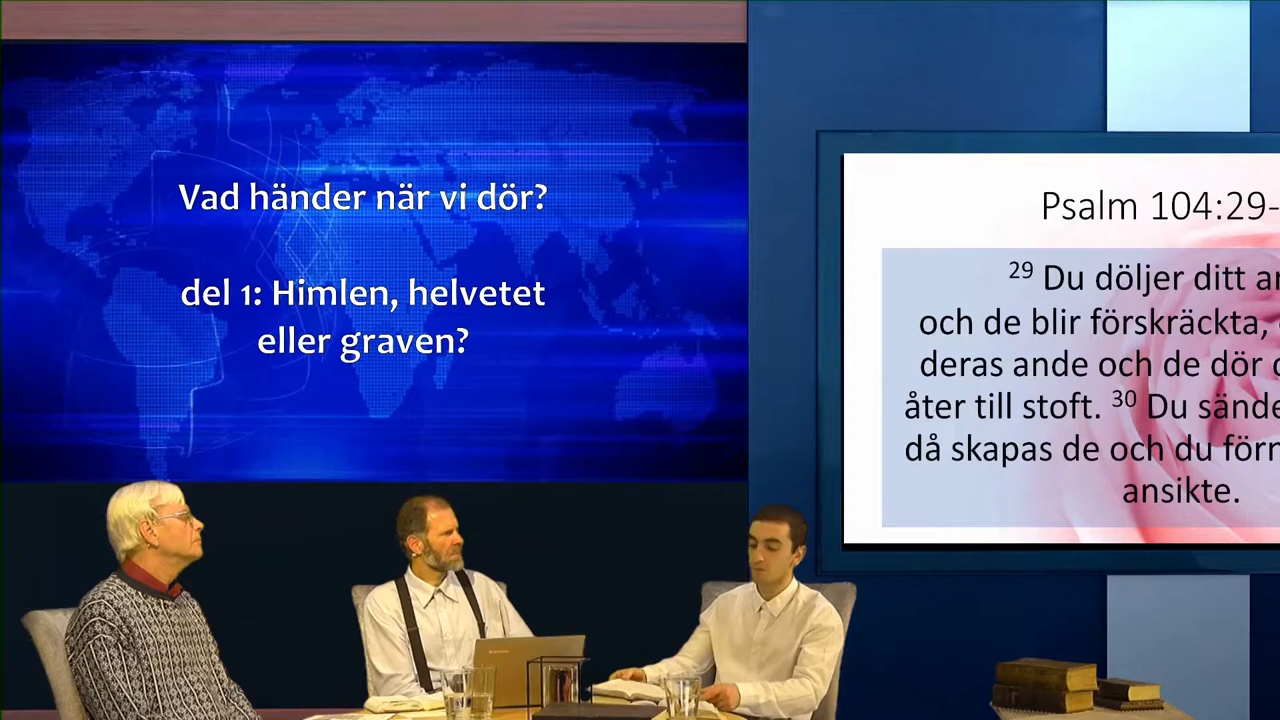 Vad händer när vi dör?
del 1: Himlen, helvetet
eller graven?
Psalm 104:29-
29 Du döljer ditt
och de blir förskräckta,
deras ande och de dör
åter till stoft. 30 Du sände
då skapas de och du
ansikte.